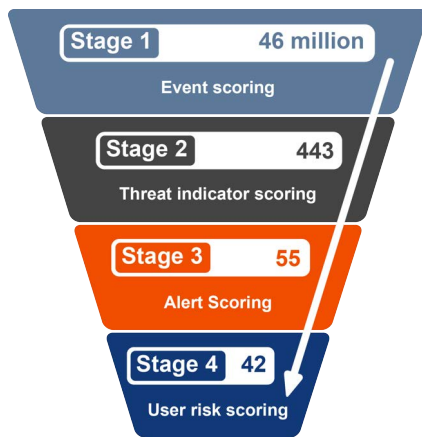 Stage 1 46 million
Event scoring
Stage 2 443
Threat indicator scoring
Stage 3 55
Alert Scoring
Stage 4 42
User risk scoring